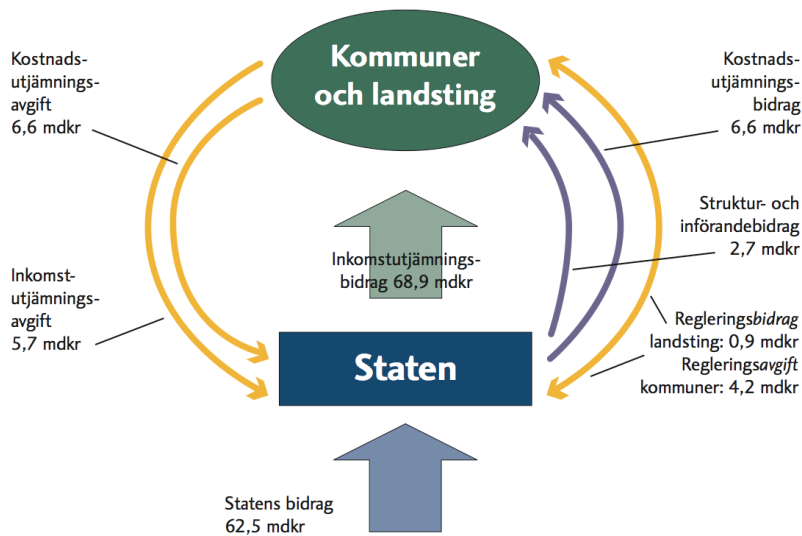 Kostnads-
utjämnings-
avgift
6,6 mdkr
Kommuner
och landsting
Kostnads-
utjämnings-
bidrag
6,6 mdkr
Struktur- och
införandebidrag
2,7 mdkr
Inkomstutjämnings-
bidrag 68,9 mdkr
Inkomst-
utjämnings-
avgift
5,7 mdkr
Regleringsbidrag
landsting: 0,9 mdkr
Regleringsavgift
kommuner: 4,2 mdkr
Staten
Statens bidrag
62,5 mdkr